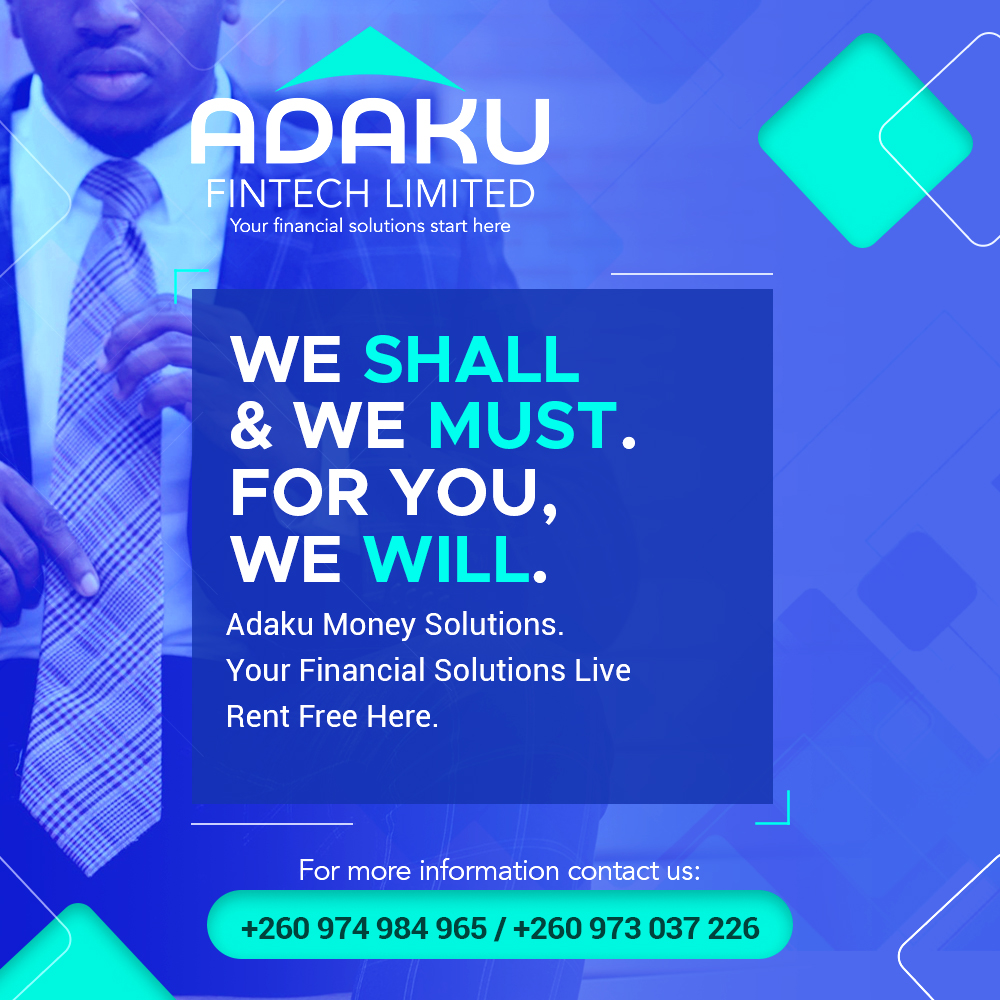 ADAKU
FINTECH LIMITED
Your financial solutions start here
WE SHALL
& WE MUST.
FOR YOU,
WE WILL.
Adaku Money Solutions.
Your Financial Solutions Live
Rent Free Here.
For more information contact us:
+260 974 984 965 / +260 973 037 226